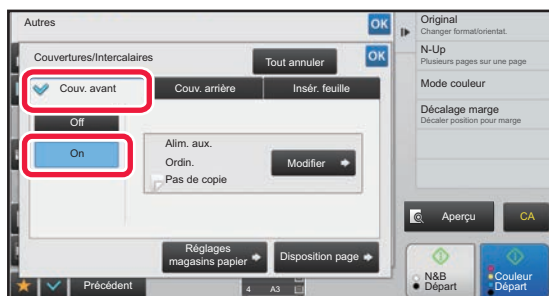 Autres
OK
Couvertures/Intercalaires
Tout annuler
OK
Couv. avant
Couv. arrière
Insér. feuille
Off
On
Alim. aux.
Ordin.
Pas de copie
Modifier
Réglages
magasins papier
Disposition page
Précédent
4
A3
Original
Changer format/orientat.
N-Up
Plusieurs pages sur une page
Mode couleur
Décalage marge
Décaler position pour marge
Aperçu
CA
N&B
Départ
Couleur
Départ